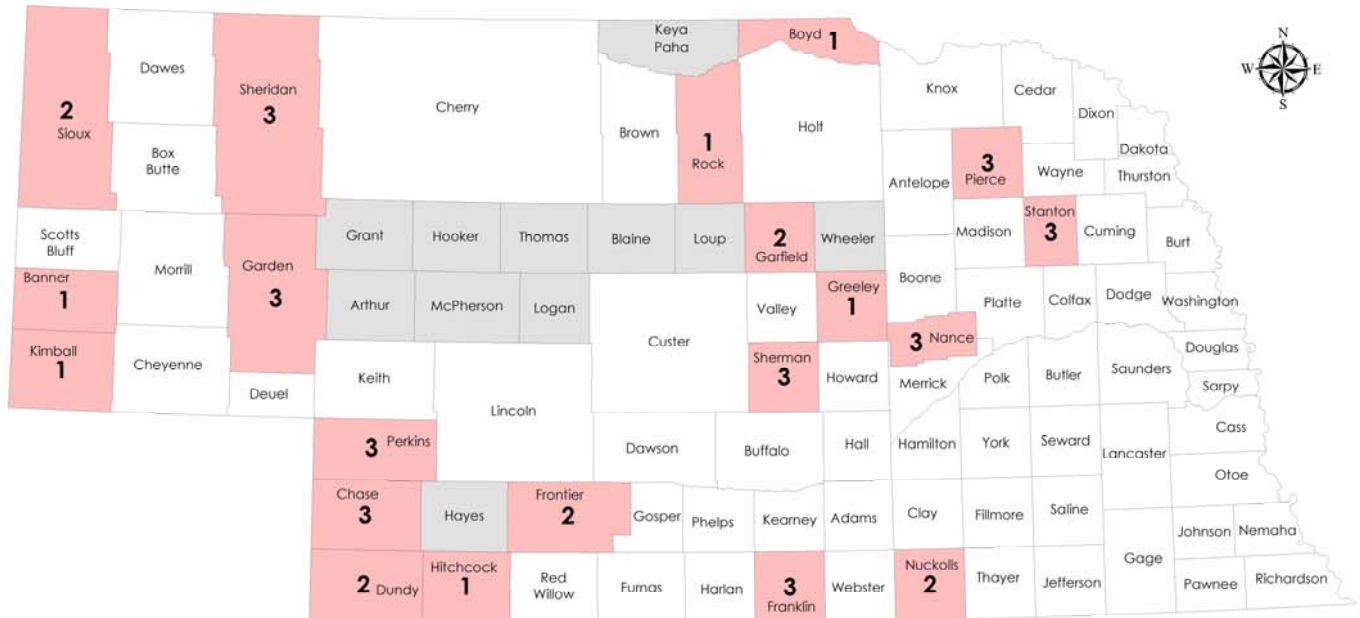 Keya
Paha
Boyd 1
N
W E
S
Dawes
Sheridan
3
2
Sioux
Cherry
Brown
1
Rock
Holt
Knox
Cedar
Dixon
Dakota
Box
Butte
Antelope
3
Pierce
Wayne
Thurston
Scotts
Bluff
Morrill
Garden
3
Grant
Hooker
Thomas
Blaine
Loup
2
Garfield
Wheeler
Boone
Madison
Stanton
3
Cuming
Burt
Banner
1
Arthur
McPherson
Logan
Custer
Valley
Greeley
1
Platte
Colfax
Dodge
Washington
Kimball
1
Cheyenne
Deuel
Keith
Lincoln
Sherman
3
Howard
3 Nance
Merrick
Polk
Butler
Saunders
Douglas
Sarpy
3 Perkins
Dawson
Buffalo
Hall
Hamilton
York
Seward
Lancaster
Cass
Otoe
Chase
3
Hayes
Frontier
2
Gosper
Phelps
Kearney
Adams
Clay
Fillmore
Saline
Gage
Johnson
Nemaha
2 Dundy
Hitchcock
1
Red
Willow
Furnas
Harlan
3
Franklin
Webster
Nuckolls
2
Thayer
Jefferson
Pawnee
Richardson